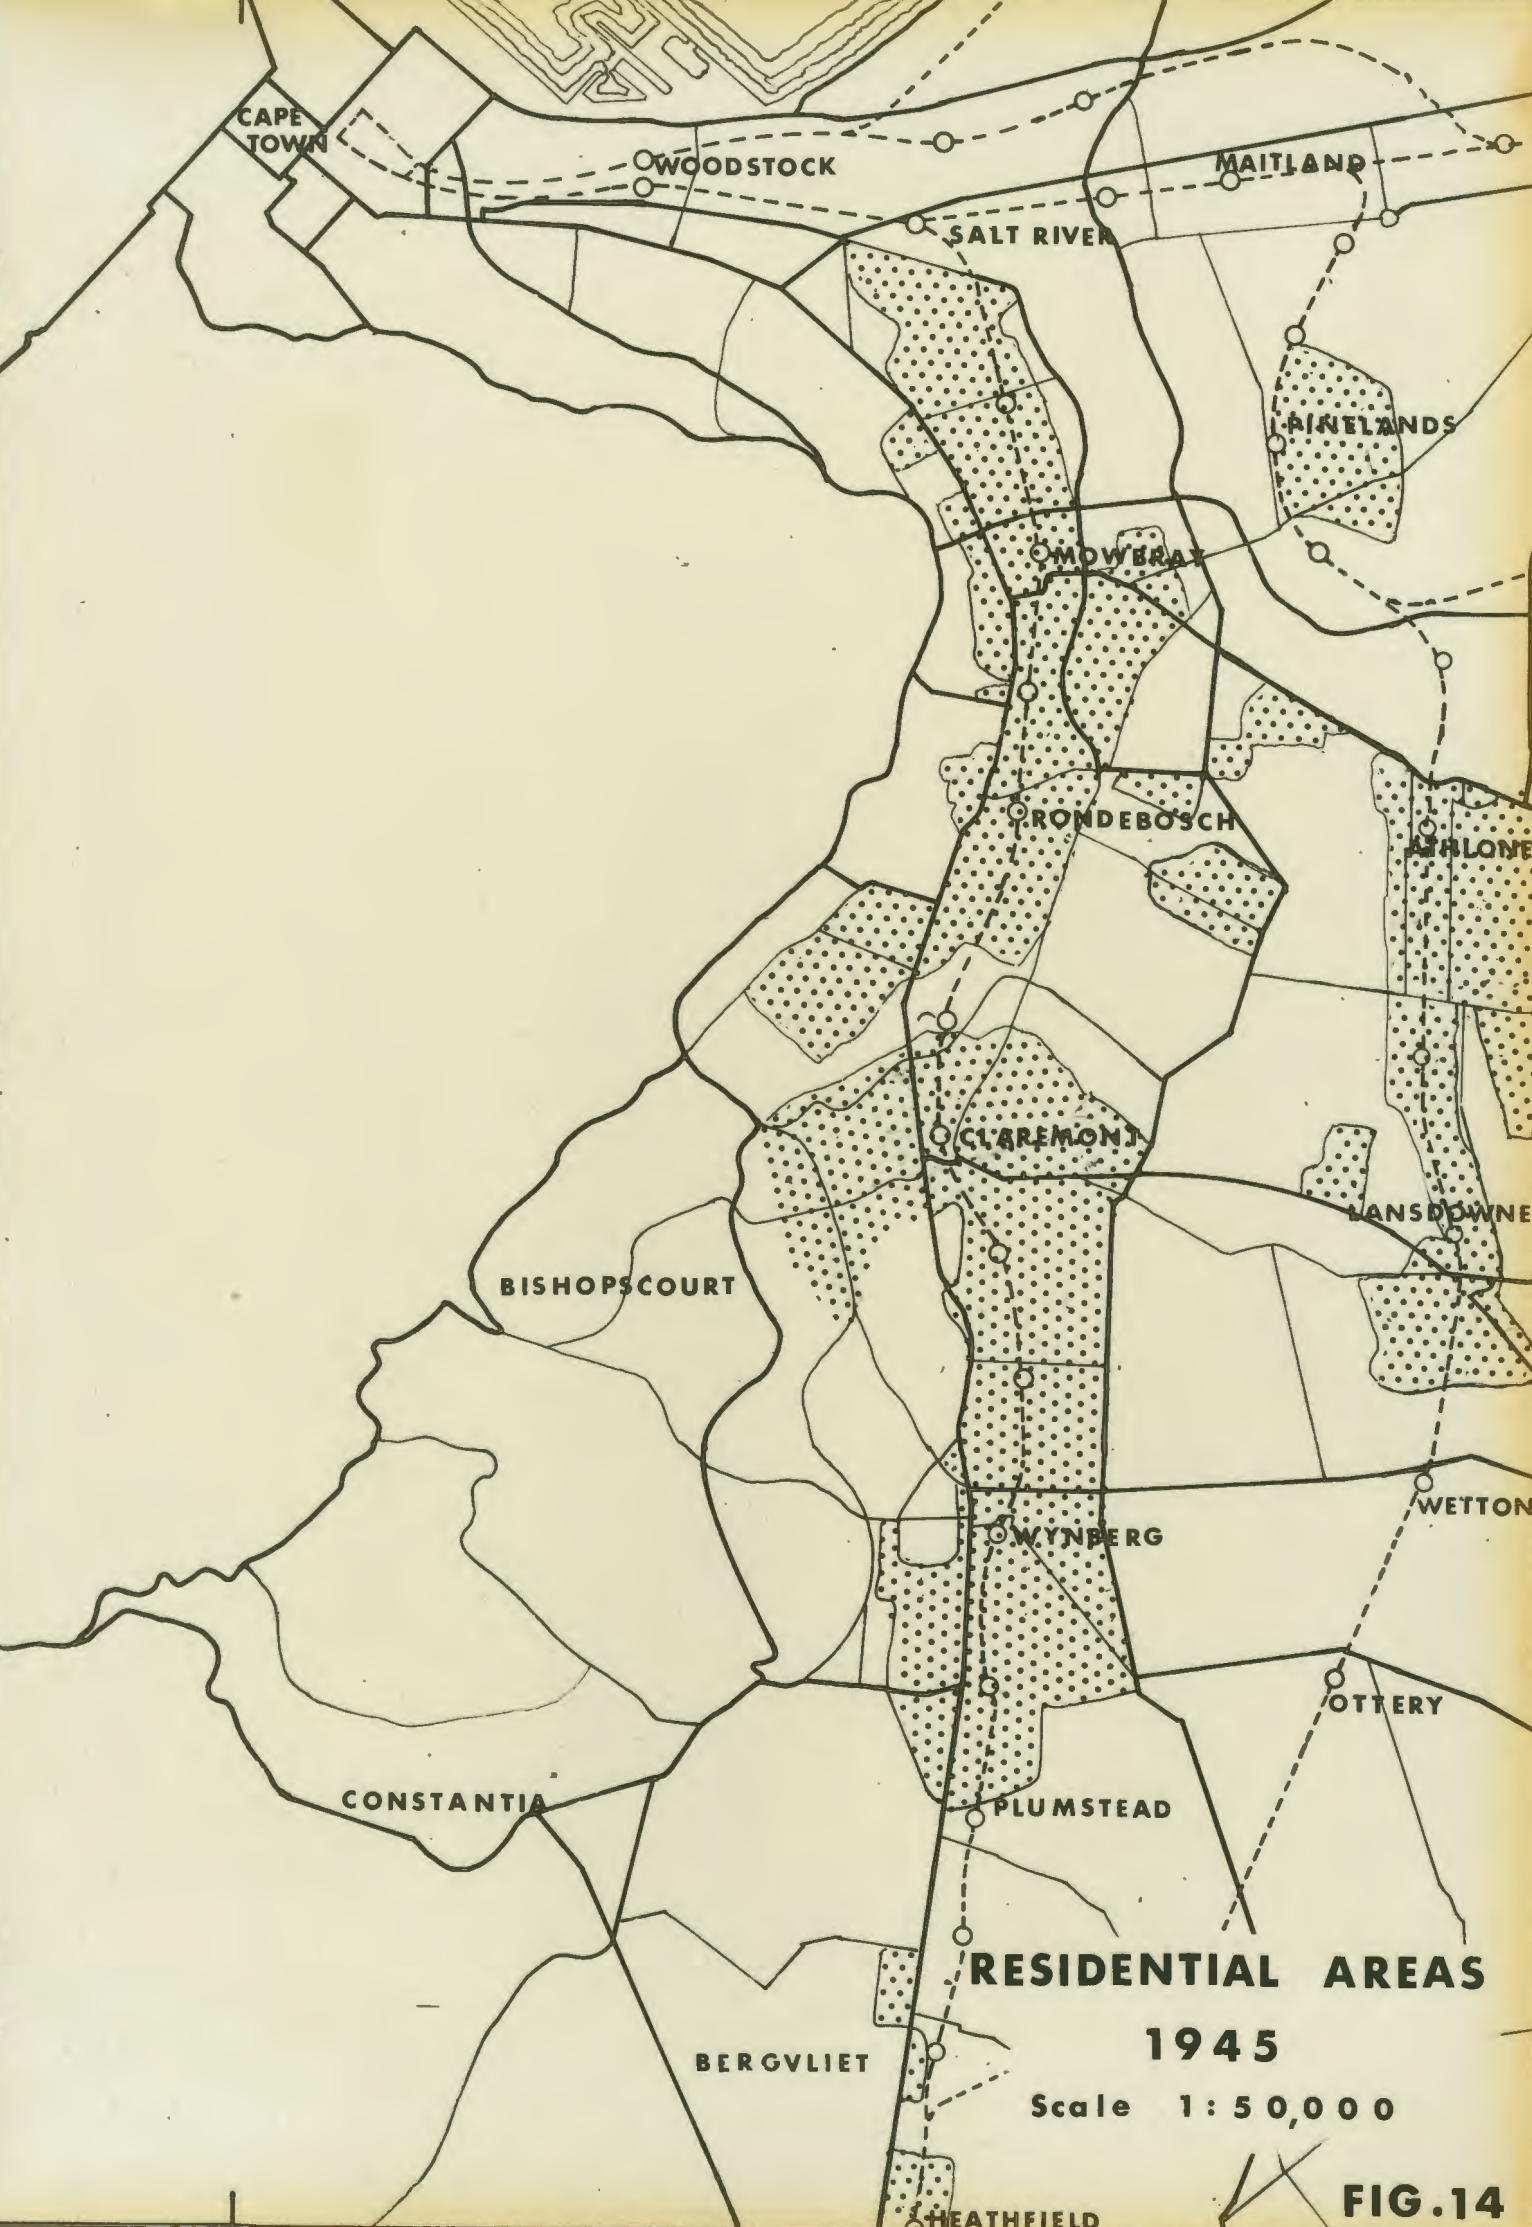 CAPE
TOWN
WOODSTOCK
MAITLAND
SALT RIVER
PINELANDS
MOWBRAY
RONDEBOSCH
ATHLONE
CLAREMONT
LANSDOWNE
BISHOPSCOURT
WETTON
WYNBERG
OTTERY
CONSTANTIA
PLUMSTEAD
RESIDENTIAL AREAS
1945
BERGVLIET
Scale 1:50,000
FIG.14
HEATHFIELD